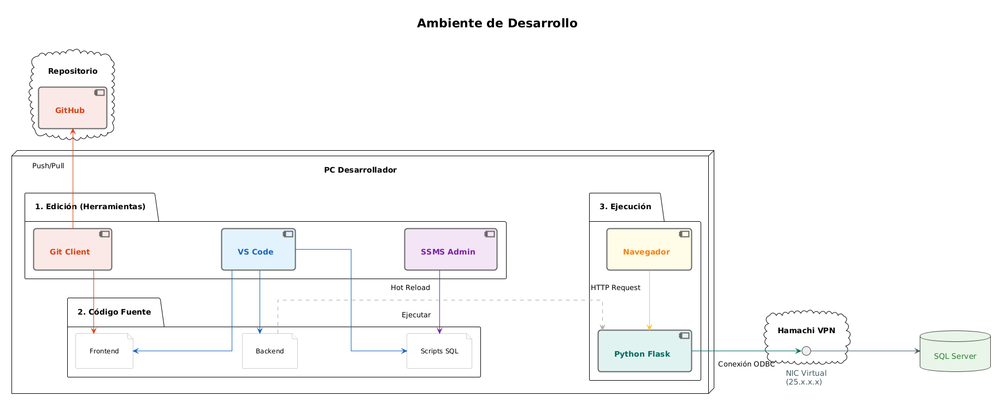 Ambiente de Desarrollo
Repositorio
GitHub
Push/Pull
PC Desarrollador
1. Edición (Herramientas)
3. Ejecución
Git Client
VS Code
SSMS Admin
Navegador
Hot Reload
HTTP Request
2. Código Fuente
Ejecutar
Frontend
Backend
Scripts SQL
Python Flask
Conexión ODBC
Hamachi VPN
NIC Virtual
(25.x.x.x)
SQL Server